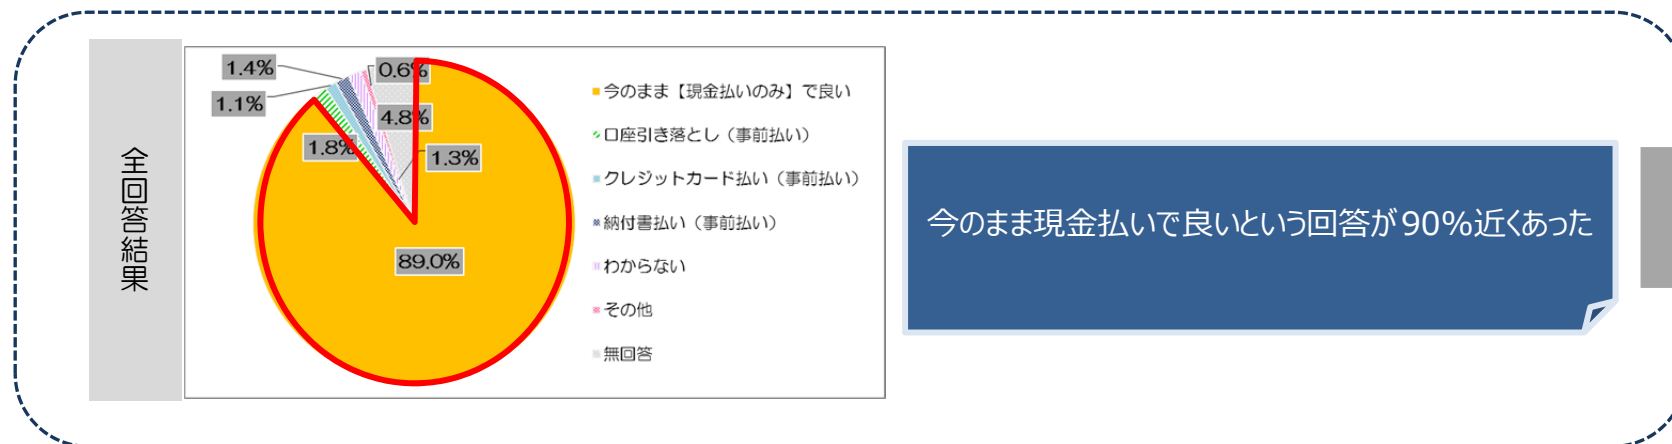 全回答結果
1.4%
0.6%
1.1%
4.8%
1.8%
1.3%
89.0%
今のまま【現金払いのみ】で良い
口座引き落とし（事前払い）
クレジットカード払い（事前払い）
納付書払い（事前払い）
わからない
その他
無回答
今のまま現金払いで良いという回答が90%近くあった